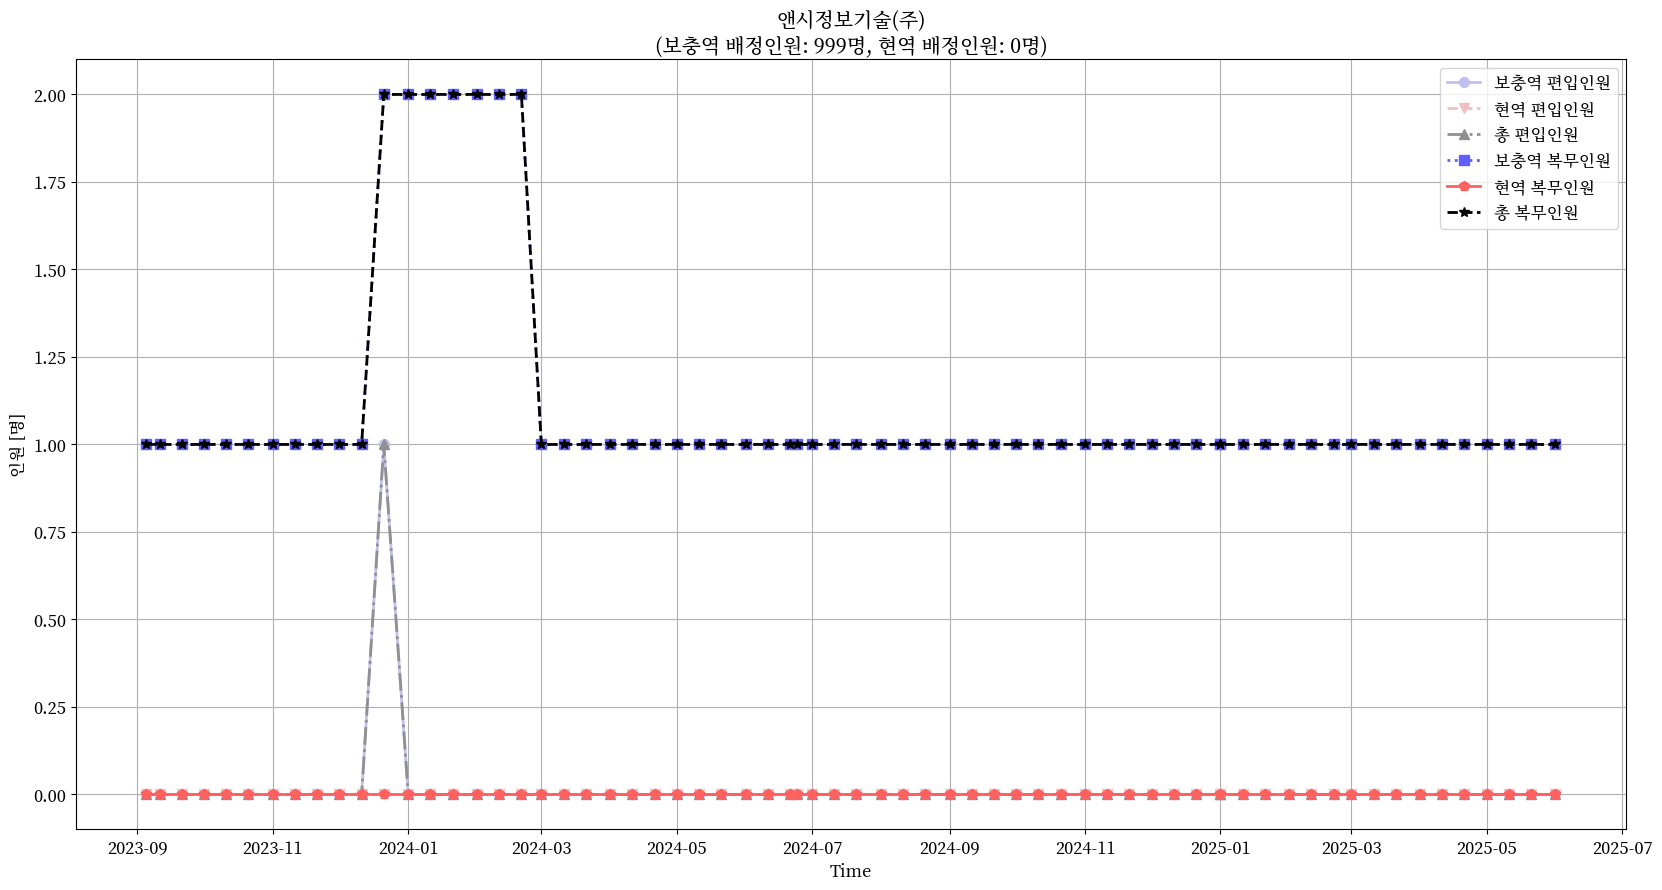 앤시정보기술(주)
(보충역 배정인원: 999명, 현역 배정인원: 0명)
보충역 편입인원
현역 편입인원
총 편입인원
보충역 복무인원
현역 복무인원
총 복무인원
인원 [명]
2.00
1.75
1.50
1.25
1.00
0.75
0.50
0.25
0.00
2023-09
2023-11
2024-01
2024-03
2024-05
2024-07
2024-09
2024-11
2025-01
2025-03
2025-05
2025-07
Time